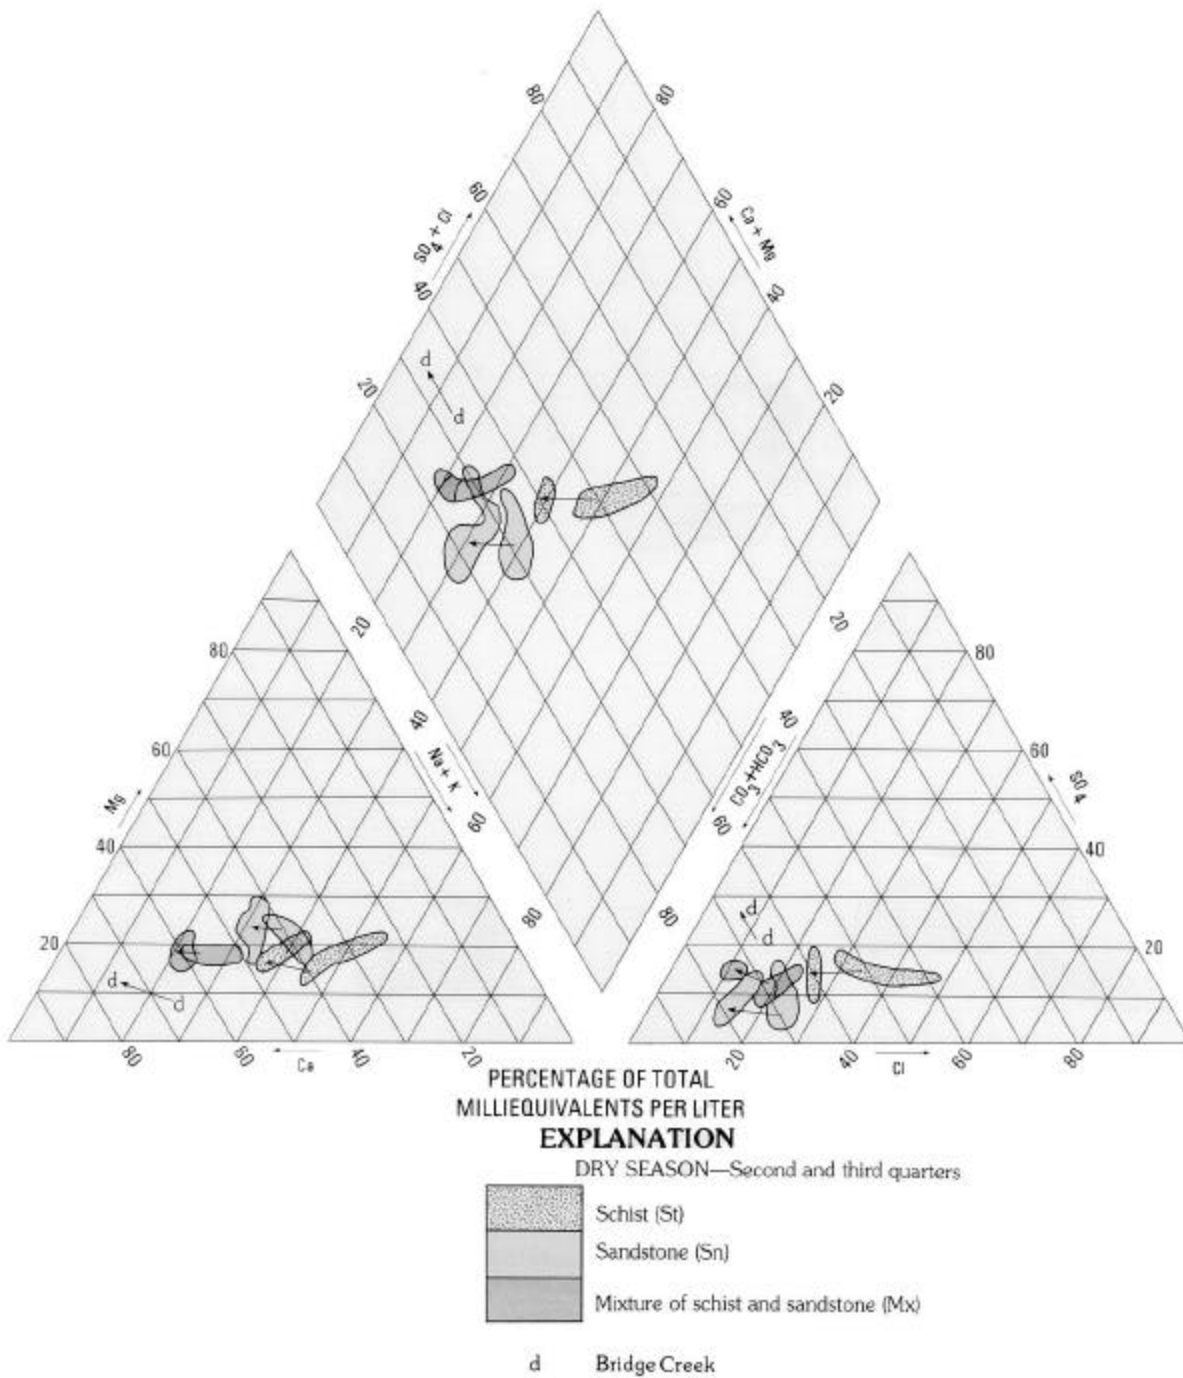 80
80
60
60
SO4 + Cl
Ca + Mg
40
40
d
20
20
d
20
20
80
80
40
40
60
Na + K
CO3 + HCO3
60
Mg
SO4
60
60
40
40
80
80
d
20
20
d
d
d
80
60
Ca
40
20
20
40
Cl
60
80
PERCENTAGE OF TOTAL
MILLIEQUIVALENTS PER LITER
EXPLANATION
DRY SEASON—Second and third quarters
Schist (St)
Sandstone (Sn)
Mixture of schist and sandstone (Mx)
d Bridge Creek